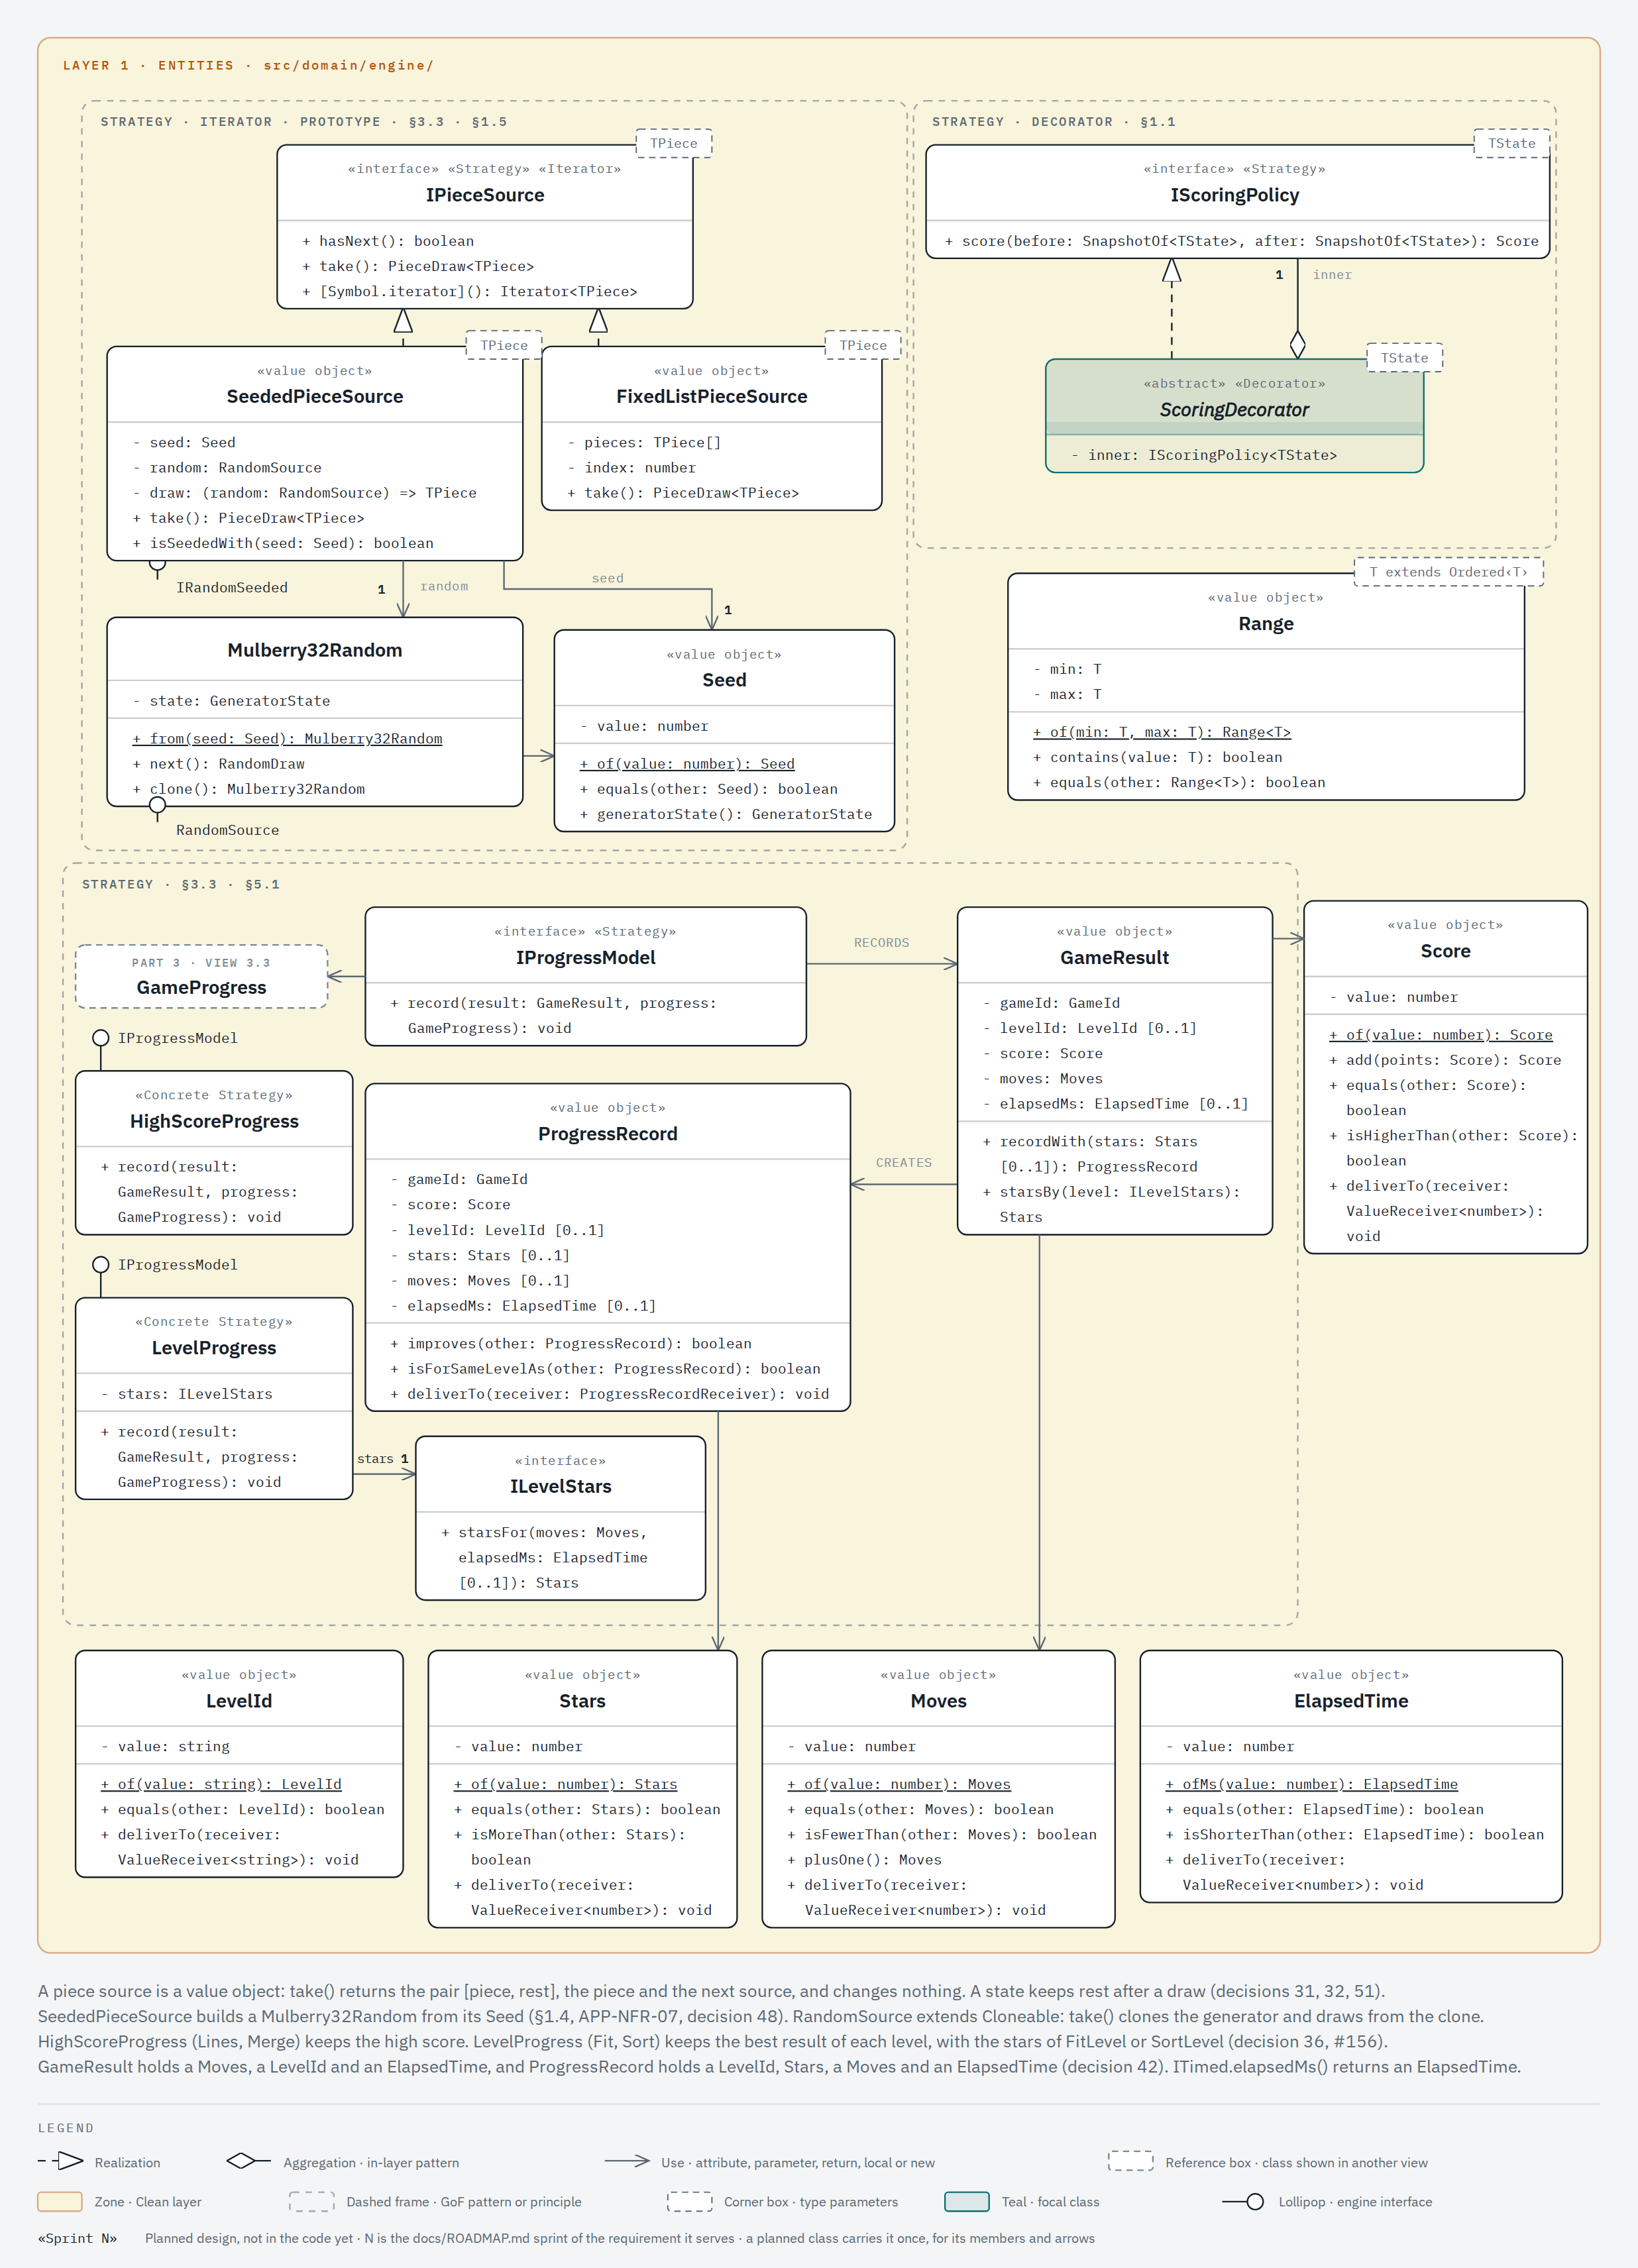 LAYER 1 · ENTITIES · src/domain/engine/
STRATEGY · ITERATOR · PROTOTYPE · §3.3 · §1.5
TPiece
«interface» «Strategy» «Iterator»
IPieceSource
+ hasNext(): boolean
+ take(): PieceDraw<TPiece>
+ [Symbol.iterator](): Iterator<TPiece>
STRATEGY · DECORATOR · §1.1
TState
«interface» «Strategy»
IScoringPolicy
+ score(before: SnapshotOf<TState>, after: SnapshotOf<TState>): Score
1
inner
TState
«abstract» «Decorator»
ScoringDecorator
- inner: IScoringPolicy<TState>
TPiece
«value object»
SeededPieceSource
- seed: Seed
- random: RandomSource
- draw: (random: RandomSource) => TPiece
+ take(): PieceDraw<TPiece>
+ isSeededWith(seed: Seed): boolean
IRandomSeeded
TPiece
«value object»
FixedListPieceSource
- pieces: TPiece[]
- index: number
+ take(): PieceDraw<TPiece>
1
random
seed
1
Mulberry32Random
- state: GeneratorState
+ from(seed: Seed): Mulberry32Random
+ next(): RandomDraw
+ clone(): Mulberry32Random
RandomSource
«value object»
Seed
- value: number
+ of(value: number): Seed
+ equals(other: Seed): boolean
+ generatorState(): GeneratorState
T extends Ordered‹T›
«value object»
Range
- min: T
- max: T
+ of(min: T, max: T): Range<T>
+ contains(value: T): boolean
+ equals(other: Range<T>): boolean
STRATEGY · §3.3 · §5.1
PART 3 · VIEW 3.3
GameProgress
«interface» «Strategy»
IProgressModel
+ record(result: GameResult, progress:
GameProgress): void
RECORDS
«value object»
GameResult
- gameId: GameId
- levelId: LevelId [0..1]
- score: Score
- moves: Moves
- elapsedMs: ElapsedTime [0..1]
+ recordWith(stars: Stars
[0..1]): ProgressRecord
+ starsBy(level: ILevelStars):
Stars
«value object»
Score
- value: number
+ of(value: number): Score
+ add(points: Score): Score
+ equals(other: Score):
boolean
+ isHigherThan(other: Score):
boolean
+ deliverTo(receiver:
ValueReceiver<number>):
void
IProgressModel
«Concrete Strategy»
HighScoreProgress
+ record(result:
GameResult, progress:
GameProgress): void
«value object»
ProgressRecord
- gameId: GameId
- score: Score
- levelId: LevelId [0..1]
- stars: Stars [0..1]
- moves: Moves [0..1]
- elapsedMs: ElapsedTime [0..1]
+ improves(other: ProgressRecord): boolean
+ isForSameLevelAs(other: ProgressRecord): boolean
+ deliverTo(receiver: ProgressRecordReceiver): void
CREATES
IProgressModel
«Concrete Strategy»
LevelProgress
- stars: ILevelStars
+ record(result:
GameResult, progress:
GameProgress): void
stars 1
«interface»
ILevelStars
+ starsFor(moves: Moves,
elapsedMs: ElapsedTime
[0..1]): Stars
«value object»
LevelId
- value: string
+ of(value: string): LevelId
+ equals(other: LevelId): boolean
+ deliverTo(receiver:
ValueReceiver<string>): void
«value object»
Stars
- value: number
+ of(value: number): Stars
+ equals(other: Stars): boolean
+ isMoreThan(other: Stars):
boolean
+ deliverTo(receiver:
ValueReceiver<number>): void
«value object»
Moves
- value: number
+ of(value: number): Moves
+ equals(other: Moves): boolean
+ isFewerThan(other: Moves): boolean
+ plusOne(): Moves
+ deliverTo(receiver:
ValueReceiver<number>): void
«value object»
ElapsedTime
- value: number
+ ofMs(value: number): ElapsedTime
+ equals(other: ElapsedTime): boolean
+ isShorterThan(other: ElapsedTime): boolean
+ deliverTo(receiver:
ValueReceiver<number>): void
A piece source is a value object: take() returns the pair [piece, rest], the piece and the next source, and changes nothing. A state keeps rest after a draw (decisions 31, 32, 51).
SeededPieceSource builds a Mulberry32Random from its Seed (§1.4, APP-NFR-07, decision 48). RandomSource extends Cloneable: take() clones the generator and draws from the clone.
HighScoreProgress (Lines, Merge) keeps the high score. LevelProgress (Fit, Sort) keeps the best result of each level, with the stars of FitLevel or SortLevel (decision 36, #156).
GameResult holds a Moves, a LevelId and an ElapsedTime, and ProgressRecord holds a LevelId, Stars, a Moves and an ElapsedTime (decision 42). ITimed.elapsedMs() returns an ElapsedTime.
LEGEND
Realization
Aggregation · in-layer pattern
Use · attribute, parameter, return, local or new
Reference box · class shown in another view
Zone · Clean layer
Dashed frame · GoF pattern or principle
Corner box · type parameters
Teal · focal class
Lollipop · engine interface
«Sprint N» Planned design, not in the code yet · N is the docs/ROADMAP.md sprint of the requirement it serves · a planned class carries it once, for its members and arrows